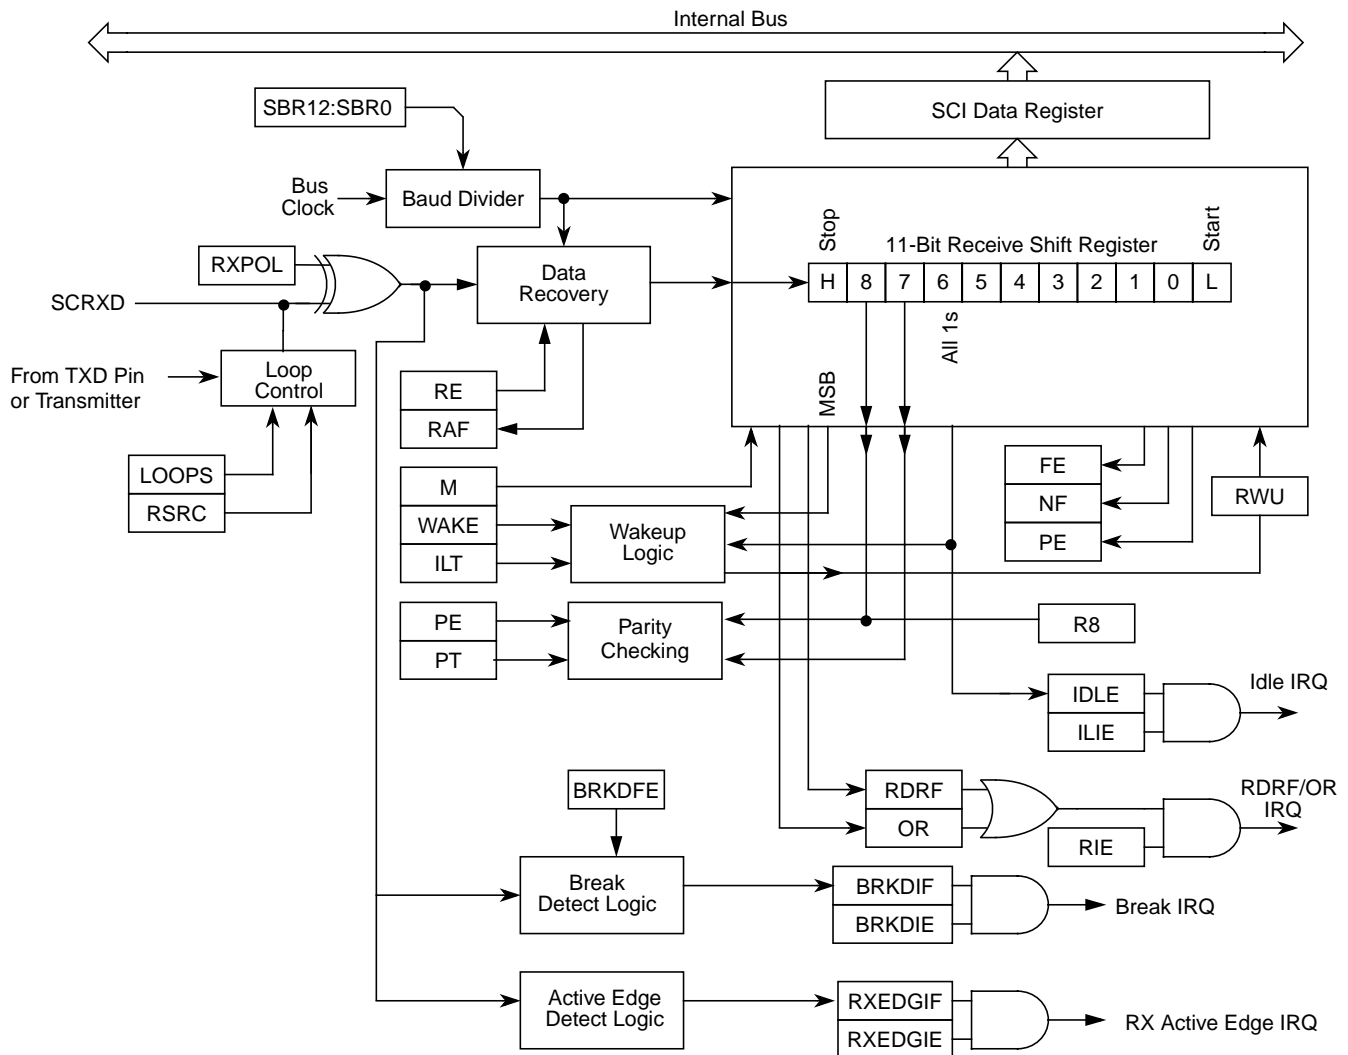 Internal Bus
SBR12:SBR0
SCI Data Register
Bus
Clock
Baud Divider
RXPOL
SCRXD
Data
Recovery
Stop
11-Bit Receive Shift Register
Start
H 8 7 6 5 4 3 2 1 0 L
All 1s
MSB
From TXD Pin
or Transmitter
Loop
Control
RE
RAF
LOOPS
RSRC
M
WAKE
ILT
Wakeup
Logic
FE
NF
PE
RWU
PE
PT
Parity
Checking
R8
IDLE
ILIE
Idle IRQ
BRKDFE
RDRF
OR
RIE
RDRF/OR
IRQ
Break
Detect Logic
BRKDIF
BRKDIE
Break IRQ
Active Edge
Detect Logic
RXEDGIF
RXEDGIE
RX Active Edge IRQ